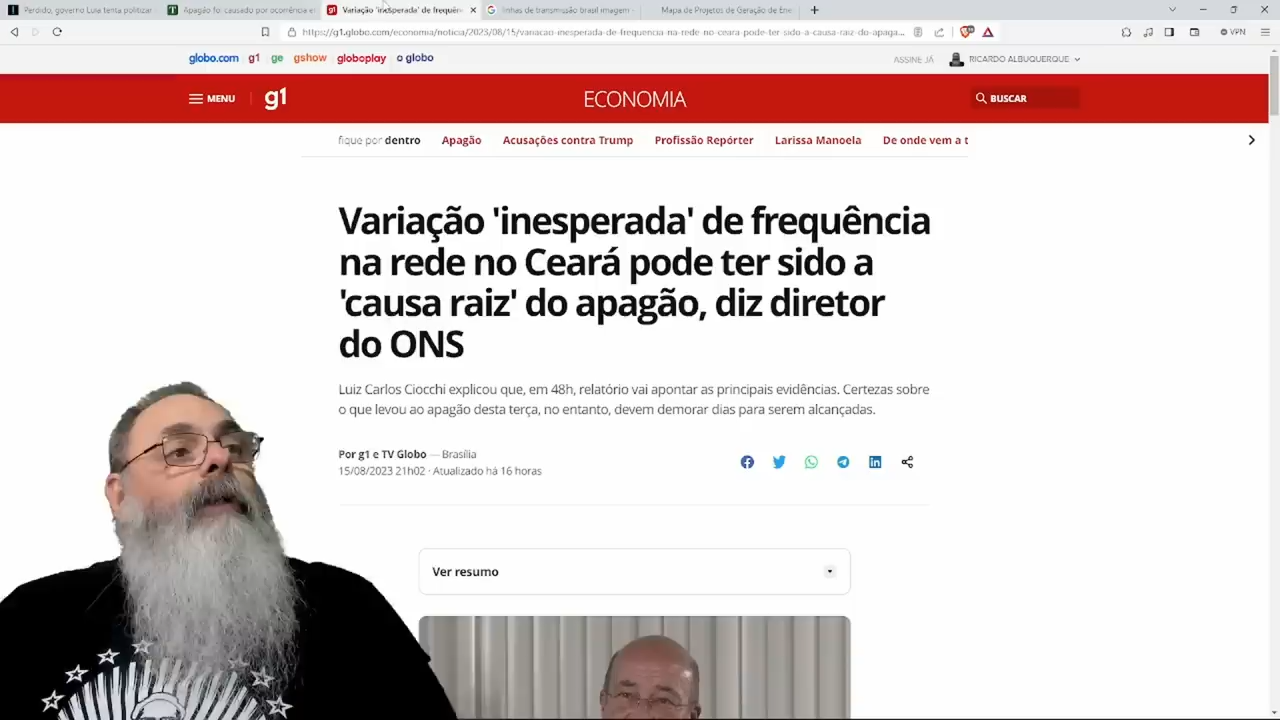 Perdido, governo Lula tenta politizar
Apagão foi causado por ocorrência e
g1 Variação 'inesperada' de frequên
linhas de transmissão brasil imagem -
Mapa de Projetos de Geração de Ene
https://g1.globo.com/economia/noticia/2023/08/15/variacao-inesperada-de-frequencia-na-rede-no-ceara-pode-ter-sido-a-causa-raiz-do-apaga...
VPN
globo.com g1 ge gshow globoplay o globo
ASSINE JÁ
RICARDO ALBUQUERQUE
MENU
g1
ECONOMIA
BUSCAR
fique por dentro Apagão Acusações contra Trump Profissão Repórter Larissa Manoela De onde vem a t
Variação 'inesperada' de frequência
na rede no Ceará pode ter sido a
'causa raiz' do apagão, diz diretor
do ONS
Luiz Carlos Ciocchi explicou que, em 48h, relatório vai apontar as principais evidências. Certezas sobre
o que levou ao apagão desta terça, no entanto, devem demorar dias para serem alcançadas.
Por g1 e TV Globo — Brasília
15/08/2023 21h02 · Atualizado há 16 horas
Ver resumo